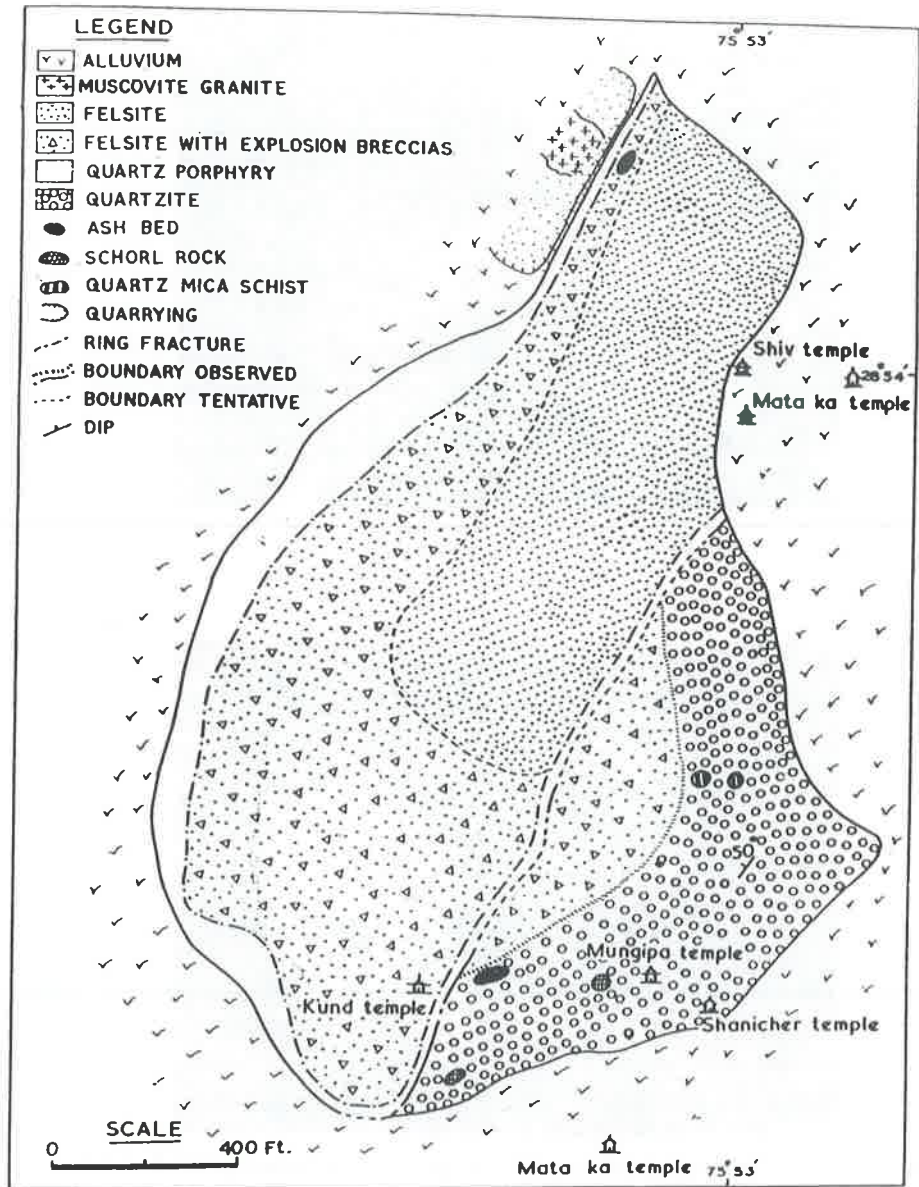 LEGEND
ALLUVIUM
MUSCOVITE GRANITE
FELSITE
FELSITE WITH EXPLOSION BRECCIAS
QUARTZ PORPHYRY
QUARTZITE
ASH BED
SCHORL ROCK
QUARTZ MICA SCHIST
QUARRYING
RING FRACTURE
BOUNDARY OBSERVED
BOUNDARY TENTATIVE
DIP
75° 53′
Shiv temple
28° 54′
Mata ka temple
50°
Mungipa temple
Kund temple
Shanicher temple
SCALE
0 400 Ft.
Mata ka temple 75° 53′